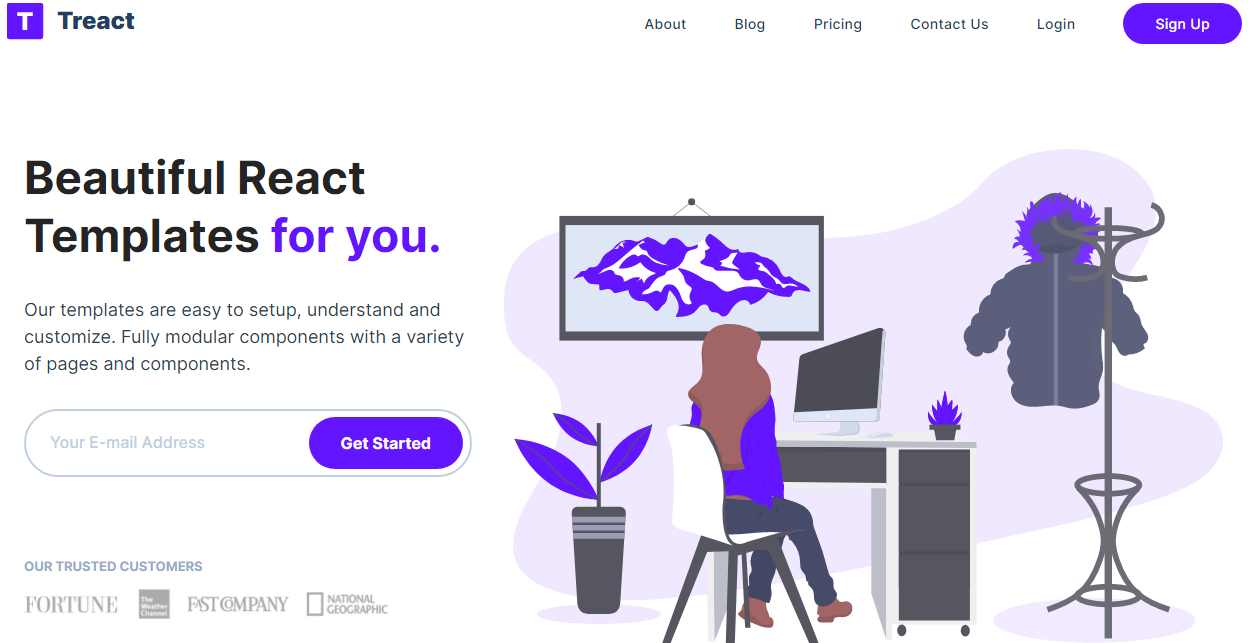 T Treact
About Blog Pricing Contact Us Login Sign Up
Beautiful React
Templates for you.
Our templates are easy to setup, understand and
customize. Fully modular components with a variety
of pages and components.
Your E-mail Address Get Started
OUR TRUSTED CUSTOMERS
FORTUNE
The
Weather
Channel
FAST COMPANY
NATIONAL
GEOGRAPHIC